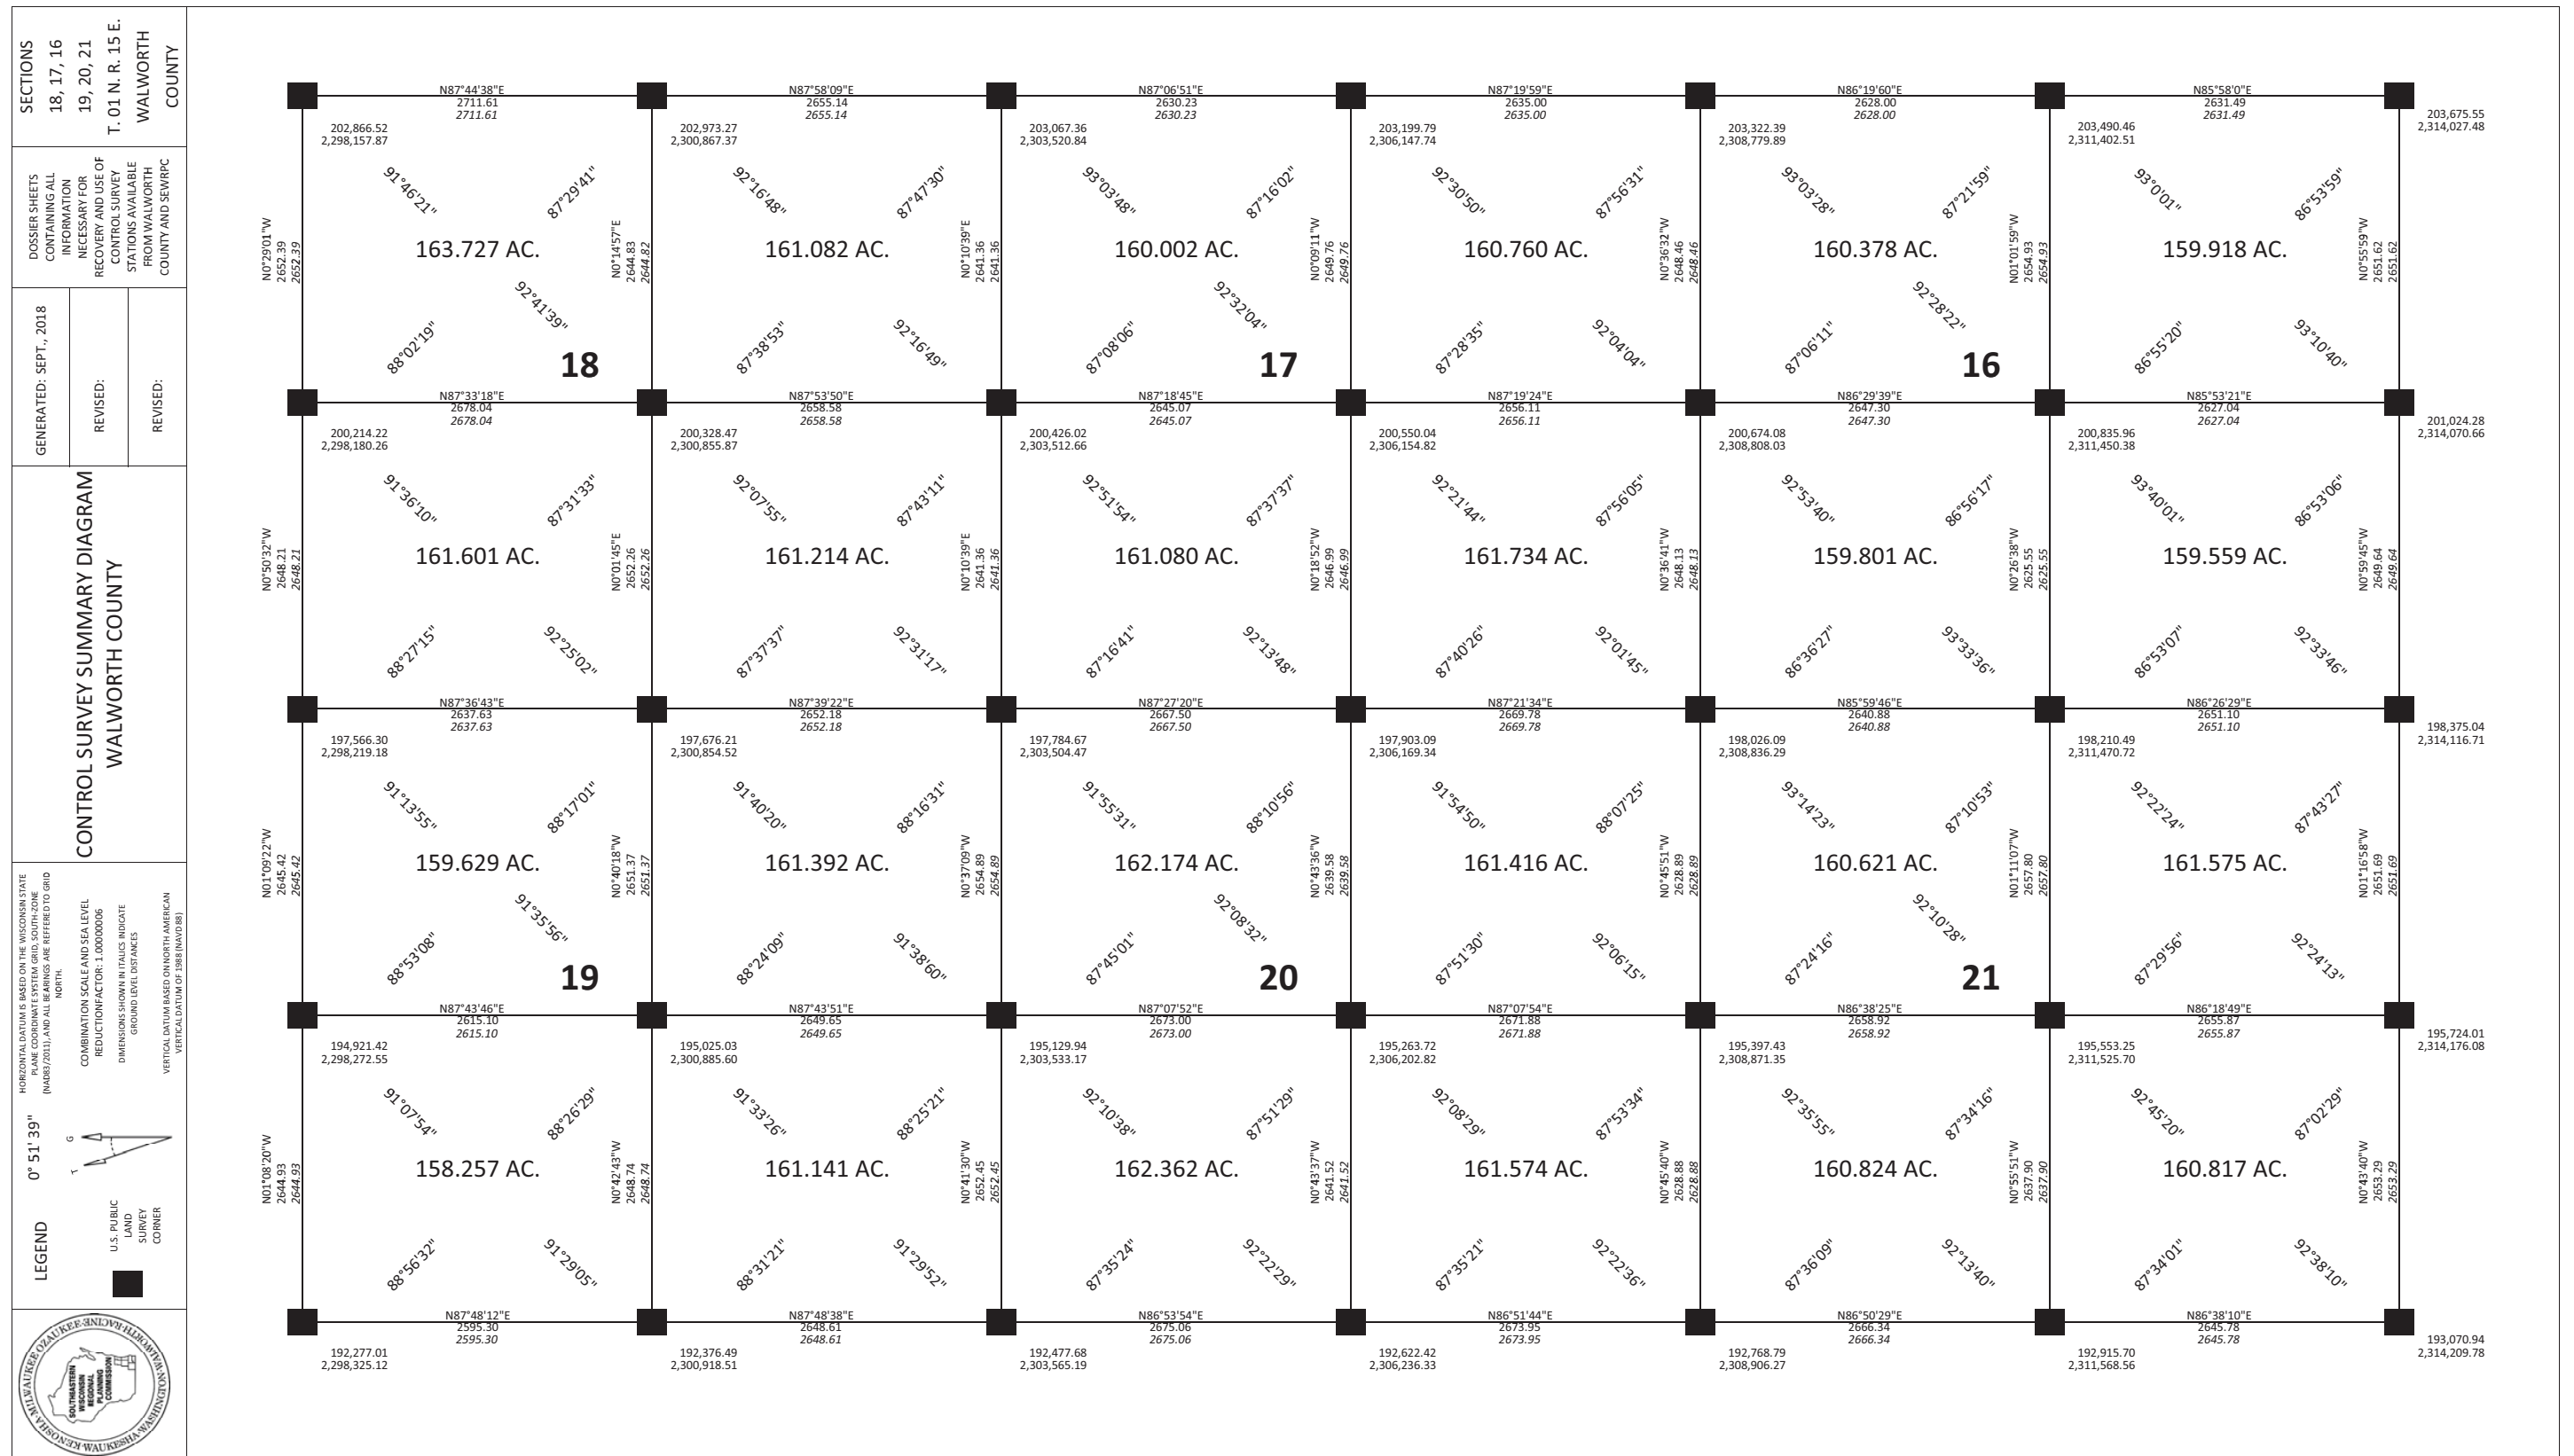 SECTIONS
18, 17, 16
19, 20, 21
T. 01 N. R. 15 E.
WALWORTH
COUNTY
DOSSIER SHEETS
CONTAINING ALL
INFORMATION
NECESSARY FOR
RECOVERY AND USE OF
CONTROL SURVEY
STATIONS AVAILABLE
FROM WALWORTH
COUNTY AND SEWRPC
GENERATED: SEPT., 2018
REVISED:
REVISED:
CONTROL SURVEY SUMMARY DIAGRAM
WALWORTH COUNTY
HORIZONTAL DATUM IS BASED ON THE WISCONSIN STATE
PLANE COORDINATE SYSTEM GRID, SOUTH-ZONE
(NAD83/2011), AND ALL BEARINGS ARE REFERED TO GRID
NORTH.
COMBINATION SCALE AND SEA LEVEL
REDUCTIONFACTOR: 1.00000006
DIMENSIONS SHOWN IN ITALICS INDICATE
GROUND LEVEL DISTANCES
VERTICAL DATUM BASED ON NORTH AMERICAN
VERTICAL DATUM OF 1988 (NAVD 88)
0° 51' 39"
T G
LEGEND
U.S. PUBLIC
LAND
SURVEY
CORNER
KENOSHA·MILWAUKEE·OZAUKEE·RACINE·WALWORTH·WASHINGTON·WAUKESHA
SOUTHEASTERN
WISCONSIN
REGIONAL
PLANNING
COMMISSION
N87°44'38"E
2711.61
2711.61
N87°58'09"E
2655.14
2655.14
N87°06'51"E
2630.23
2630.23
N87°19'59"E
2635.00
2635.00
N86°19'60"E
2628.00
2628.00
N85°58'0"E
2631.49
2631.49
202,866.52
2,298,157.87
202,973.27
2,300,867.37
203,067.36
2,303,520.84
203,199.79
2,306,147.74
203,322.39
2,308,779.89
203,490.46
2,311,402.51
203,675.55
2,314,027.48
91°46'21" 87°29'41" 92°16'48" 87°47'30" 93°03'48" 87°16'02" 92°30'50" 87°56'31" 93°03'28" 87°21'59" 93°0'01" 86°53'59"
N0°29'01"W
2652.39
2652.39
163.727 AC.
N0°14'57"E
2644.83
2644.82
161.082 AC.
N0°10'39"E
2641.36
2641.36
160.002 AC.
N0°09'11"W
2649.76
2649.76
160.760 AC.
N0°36'32"W
2648.46
2648.46
160.378 AC.
N01°01'59"W
2654.93
2654.93
159.918 AC.
N0°55'59"W
2651.62
2651.62
88°02'19" 92°41'39" 87°38'53" 92°16'49" 87°08'06" 92°32'04" 87°28'35" 92°04'04" 87°06'11" 92°28'22" 86°55'20" 93°10'40"
18 17 16
N87°33'18"E
2678.04
2678.04
N87°53'50"E
2658.58
2658.58
N87°18'45"E
2645.07
2645.07
N87°19'24"E
2656.11
2656.11
N86°29'39"E
2647.30
2647.30
N85°53'21"E
2627.04
2627.04
200,214.22
2,298,180.26
200,328.47
2,300,855.87
200,426.02
2,303,512.66
200,550.04
2,306,154.82
200,674.08
2,308,808.03
200,835.96
2,311,450.38
201,024.28
2,314,070.66
91°36'10" 87°31'33" 92°07'55" 87°43'11" 92°51'54" 87°37'37" 92°21'44" 87°56'05" 92°53'40" 86°56'17" 93°40'01" 86°53'06"
N0°50'32"W
2648.21
2648.21
161.601 AC.
N0°01'45"E
2652.26
2652.26
161.214 AC.
N0°10'39"E
2641.36
2641.36
161.080 AC.
N0°18'52"W
2646.99
2646.99
161.734 AC.
N0°36'41"W
2648.13
2648.13
159.801 AC.
N0°26'38"W
2625.55
2625.55
159.559 AC.
N0°59'45"W
2649.64
2649.64
88°27'15" 92°25'02" 87°37'37" 92°31'17" 87°16'41" 92°13'48" 87°40'26" 92°01'45" 86°36'27" 93°33'36" 86°53'07" 92°33'46"
N87°36'43"E
2637.63
2637.63
N87°39'22"E
2652.18
2652.18
N87°27'20"E
2667.50
2667.50
N87°21'34"E
2669.78
2669.78
N85°59'46"E
2640.88
2640.88
N86°26'29"E
2651.10
2651.10
197,566.30
2,298,219.18
197,676.21
2,300,854.52
197,784.67
2,303,504.47
197,903.09
2,306,169.34
198,026.09
2,308,836.29
198,210.49
2,311,470.72
198,375.04
2,314,116.71
91°13'55" 88°17'01" 91°40'20" 88°16'31" 91°55'31" 88°10'56" 91°54'50" 88°07'25" 93°14'23" 87°10'53" 92°22'24" 87°43'27"
N01°09'22"W
2645.42
2645.42
159.629 AC.
N0°40'18"W
2651.37
2651.37
161.392 AC.
N0°37'09"W
2654.89
2654.89
162.174 AC.
N0°43'36"W
2639.58
2639.58
161.416 AC.
N0°45'51"W
2628.89
2628.89
160.621 AC.
N01°11'07"W
2657.80
2657.80
161.575 AC.
N01°16'58"W
2651.69
2651.69
88°53'08" 91°35'56" 88°24'09" 91°38'60" 87°45'01" 92°08'32" 87°51'30" 92°06'15" 87°24'16" 92°10'28" 87°29'56" 92°24'13"
19 20 21
N87°43'46"E
2615.10
2615.10
N87°43'51"E
2649.65
2649.65
N87°07'52"E
2673.00
2673.00
N87°07'54"E
2671.88
2671.88
N86°38'25"E
2658.92
2658.92
N86°18'49"E
2655.87
2655.87
194,921.42
2,298,272.55
195,025.03
2,300,885.60
195,129.94
2,303,533.17
195,263.72
2,306,202.82
195,397.43
2,308,871.35
195,553.25
2,311,525.70
195,724.01
2,314,176.08
91°07'54" 88°26'29" 91°33'26" 88°25'21" 92°10'38" 87°51'29" 92°08'29" 87°53'34" 92°35'55" 87°34'16" 92°45'20" 87°02'29"
N01°08'20"W
2644.93
2644.93
158.257 AC.
N0°42'43"W
2648.74
2648.74
161.141 AC.
N0°41'30"W
2652.45
2652.45
162.362 AC.
N0°43'37"W
2641.52
2641.52
161.574 AC.
N0°45'40"W
2628.88
2628.88
160.824 AC.
N0°55'51"W
2637.90
2637.90
160.817 AC.
N0°43'40"W
2653.29
2653.29
88°56'32" 91°29'05" 88°31'21" 91°29'52" 87°35'24" 92°22'29" 87°35'21" 92°22'36" 87°36'09" 92°13'40" 87°34'01" 92°38'10"
N87°48'12"E
2595.30
2595.30
N87°48'38"E
2648.61
2648.61
N86°53'54"E
2675.06
2675.06
N86°51'44"E
2673.95
2673.95
N86°50'29"E
2666.34
2666.34
N86°38'10"E
2645.78
2645.78
192,277.01
2,298,325.12
192,376.49
2,300,918.51
192,477.68
2,303,565.19
192,622.42
2,306,236.33
192,768.79
2,308,906.27
192,915.70
2,311,568.56
193,070.94
2,314,209.78